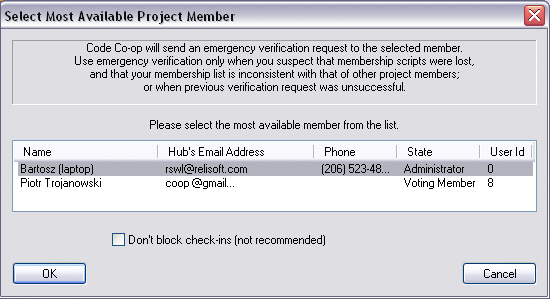 Select Most Available Project Member
Code Co-op will send an emergency verification request to the selected member.
Use emergency verification only when you suspect that membership scripts were lost,
and that your membership list is inconsistent with that of other project members;
or when previous verification request was unsuccessful.
Please select the most available member from the list.
Name Hub's Email Address Phone State User Id
Bartosz (laptop) rswl@relisoft.com (206) 523-48... Administrator 0
Piotr Trojanowski coop @gmail... Voting Member 8
Don't block check-ins (not recommended)
OK Cancel